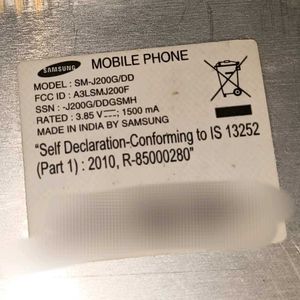 SAMSUNG MOBILE PHONE
MODEL : SM-J200G/DD
FCC ID : A3LSMJ200F
SSN : -J200G/DDGSMH
RATED : 3.85 V⎓; 1500 mA
MADE IN INDIA BY SAMSUNG
"Self Declaration-Conforming to IS 13252
(Part 1) : 2010, R-85000280"